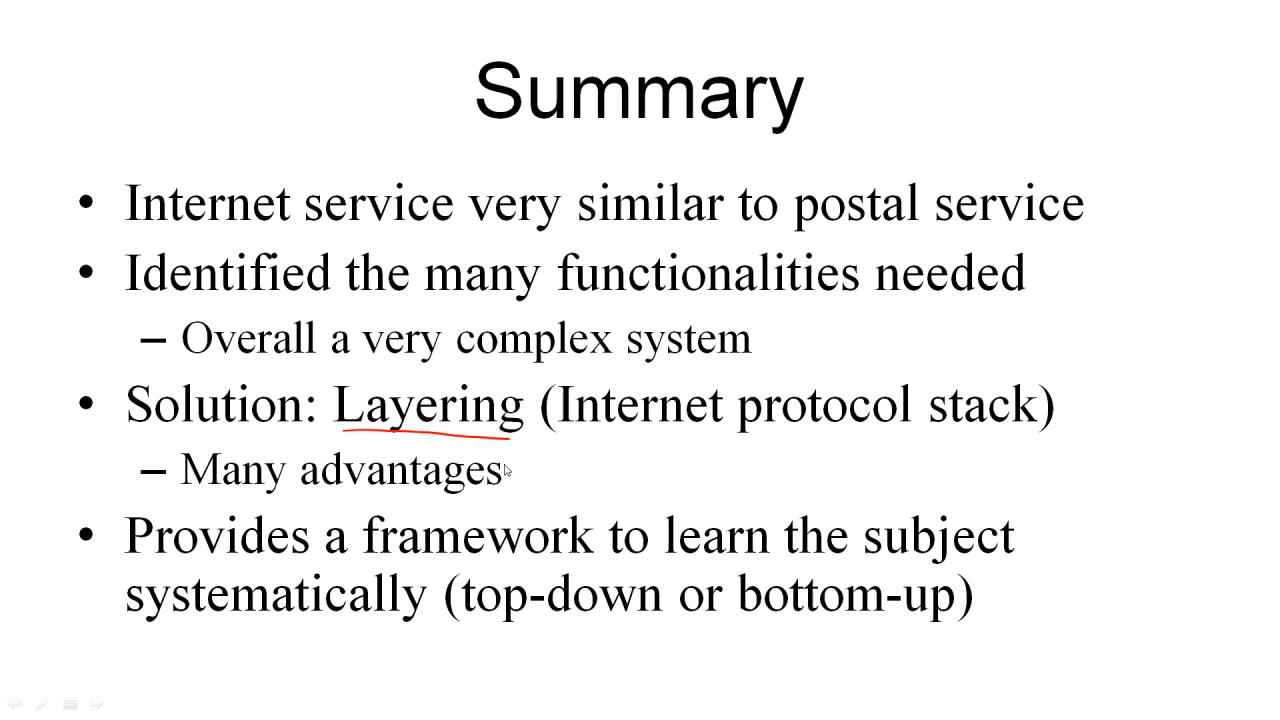 Summary
• Internet service very similar to postal service
• Identified the many functionalities needed
– Overall a very complex system
• Solution: Layering (Internet protocol stack)
– Many advantages
• Provides a framework to learn the subject
systematically (top-down or bottom-up)